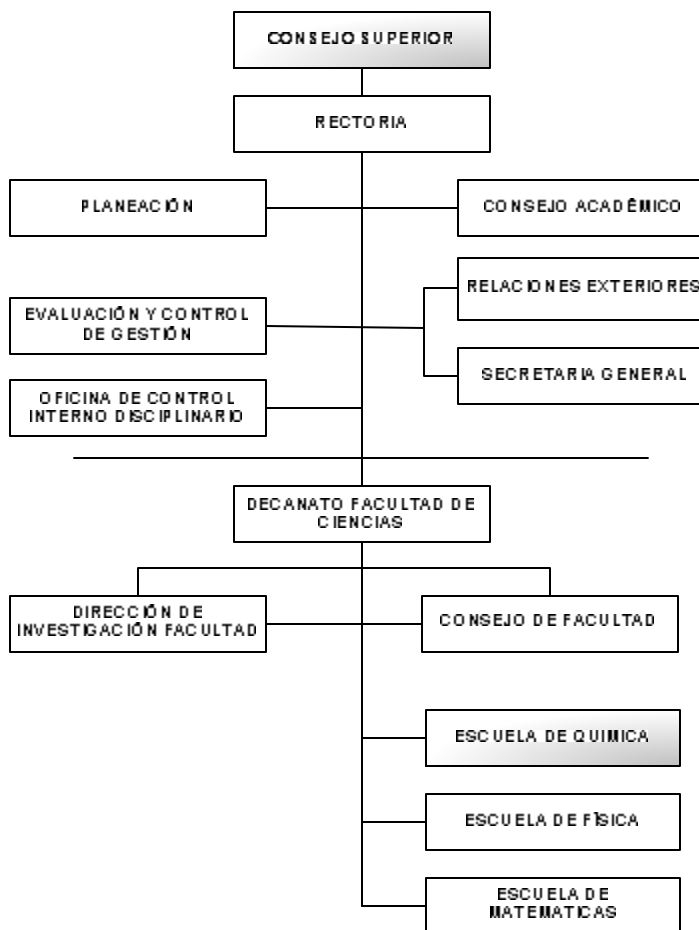 CONSEJO SUPERIOR
RECTORIA
PLANEACIÓN
CONSEJO ACADÉMICO
RELACIONES EXTERIORES
EVALUACIÓN Y CONTROL
DE GESTIÓN
SECRETARIA GENERAL
OFICINA DE CONTROL
INTERNO DISCIPLINARIO
DECANATO FACULTAD DE
CIENCIAS
DIRECCIÓN DE
INVESTIGACIÓN FACULTAD
CONSEJO DE FACULTAD
ESCUELA DE QUIMICA
ESCUELA DE FÍSICA
ESCUELA DE
MATEMATICAS